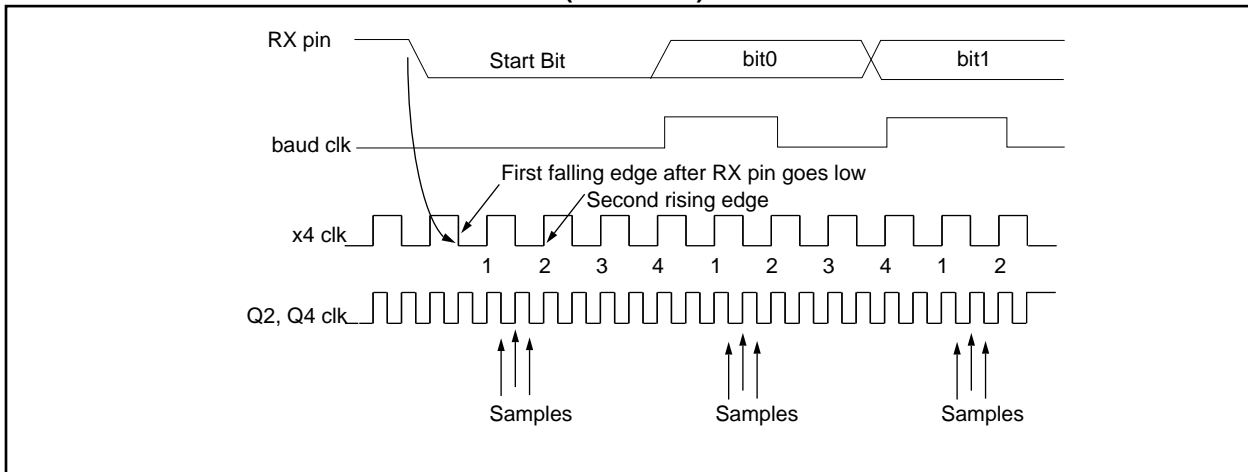 RX pin
Start Bit
bit0
bit1
baud clk
First falling edge after RX pin goes low
Second rising edge
x4 clk
1 2 3 4 1 2 3 4 1 2
Q2, Q4 clk
Samples
Samples
Samples